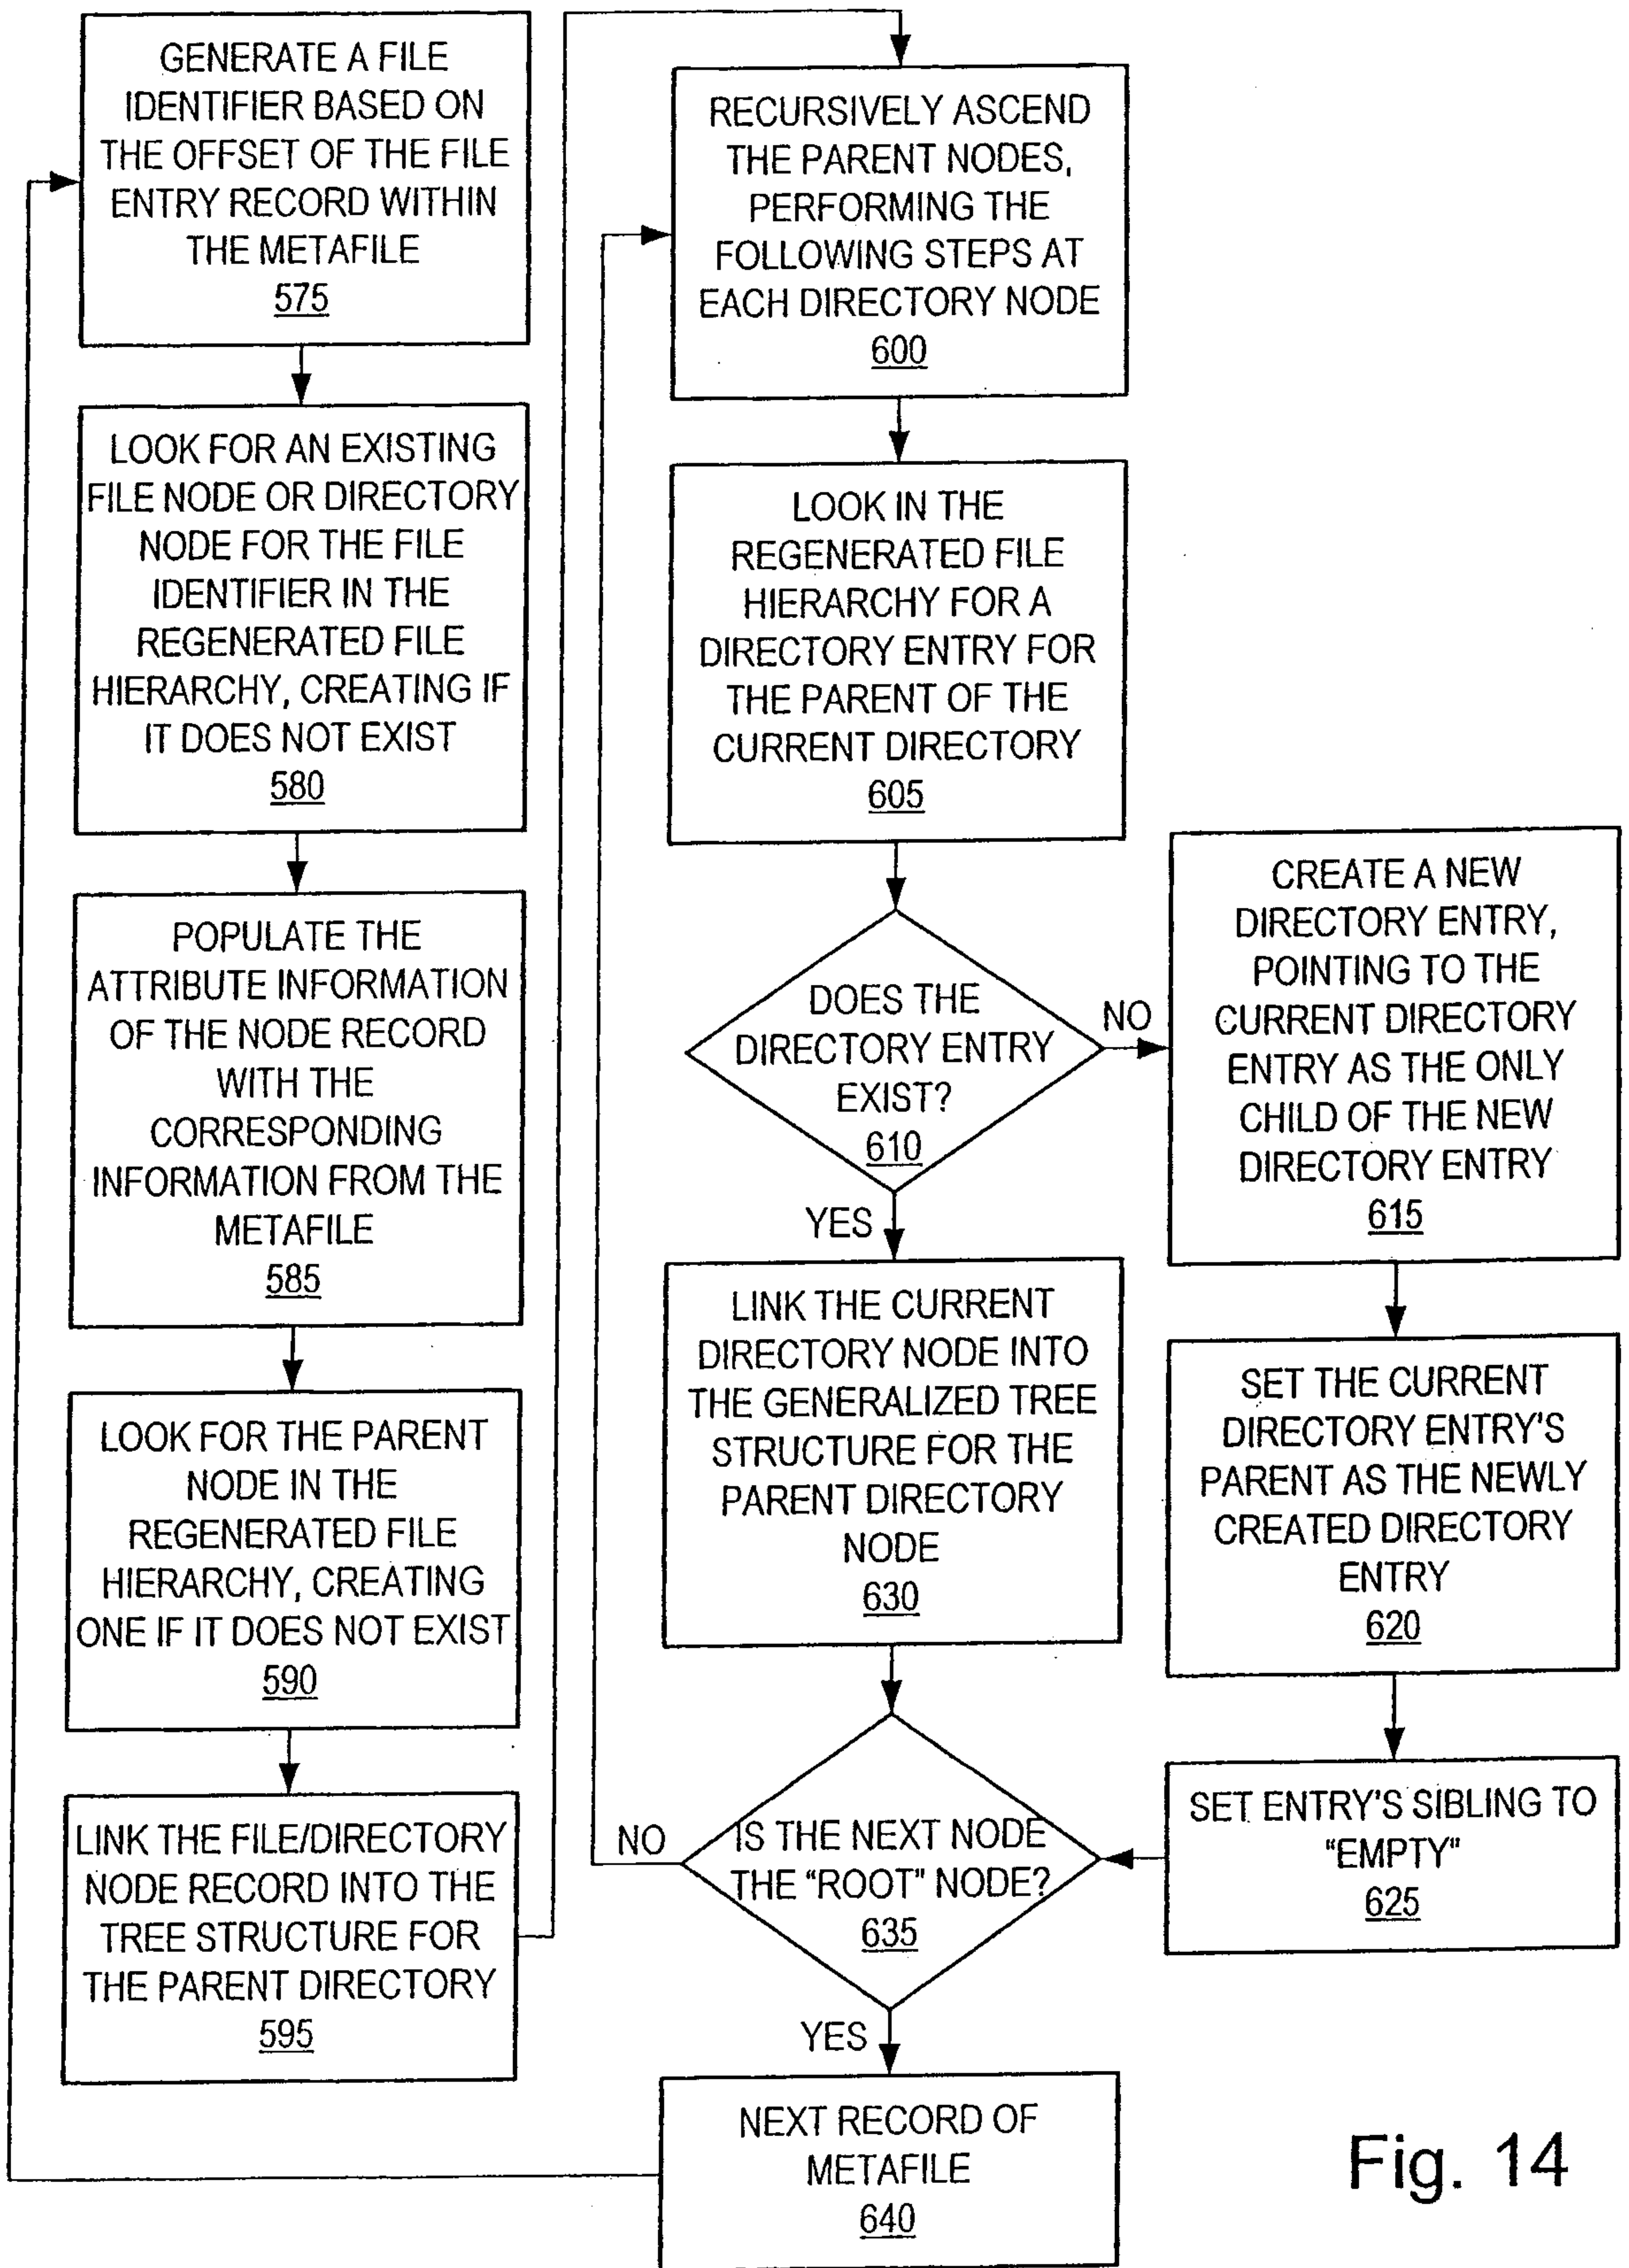 GENERATE A FILE
IDENTIFIER BASED ON
THE OFFSET OF THE FILE
ENTRY RECORD WITHIN
THE METAFILE
575
LOOK FOR AN EXISTING
FILE NODE OR DIRECTORY
NODE FOR THE FILE
IDENTIFIER IN THE
REGENERATED FILE
HIERARCHY, CREATING IF
IT DOES NOT EXIST
580
POPULATE THE
ATTRIBUTE INFORMATION
OF THE NODE RECORD
WITH THE
CORRESPONDING
INFORMATION FROM THE
METAFILE
585
LOOK FOR THE PARENT
NODE IN THE
REGENERATED FILE
HIERARCHY, CREATING
ONE IF IT DOES NOT EXIST
590
LINK THE FILE/DIRECTORY
NODE RECORD INTO THE
TREE STRUCTURE FOR
THE PARENT DIRECTORY
595
RECURSIVELY ASCEND
THE PARENT NODES,
PERFORMING THE
FOLLOWING STEPS AT
EACH DIRECTORY NODE
600
LOOK IN THE
REGENERATED FILE
HIERARCHY FOR A
DIRECTORY ENTRY FOR
THE PARENT OF THE
CURRENT DIRECTORY
605
DOES THE
DIRECTORY ENTRY
EXIST?
610
NO
YES
CREATE A NEW
DIRECTORY ENTRY,
POINTING TO THE
CURRENT DIRECTORY
ENTRY AS THE ONLY
CHILD OF THE NEW
DIRECTORY ENTRY
615
SET THE CURRENT
DIRECTORY ENTRY'S
PARENT AS THE NEWLY
CREATED DIRECTORY
ENTRY
620
SET ENTRY'S SIBLING TO
"EMPTY"
625
LINK THE CURRENT
DIRECTORY NODE INTO
THE GENERALIZED TREE
STRUCTURE FOR THE
PARENT DIRECTORY
NODE
630
IS THE NEXT NODE
THE "ROOT" NODE?
635
NO
YES
NEXT RECORD OF
METAFILE
640
Fig. 14